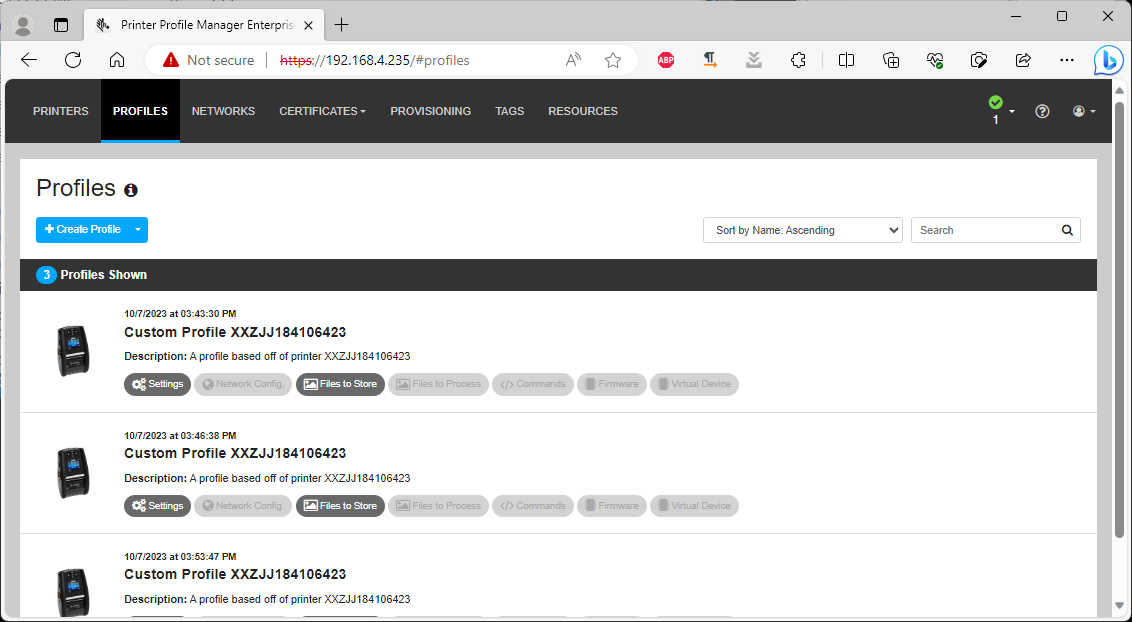 Printer Profile Manager Enterpris
Not secure https://192.168.4.235/#profiles
ABP
PRINTERS PROFILES NETWORKS CERTIFICATES PROVISIONING TAGS RESOURCES
1
Profiles
Create Profile
Sort by Name: Ascending
Search
3 Profiles Shown
10/7/2023 at 03:43:30 PM
Custom Profile XXZJJ184106423
Description: A profile based off of printer XXZJJ184106423
Settings Network Config. Files to Store Files to Process Commands Firmware Virtual Device
10/7/2023 at 03:46:38 PM
Custom Profile XXZJJ184106423
Description: A profile based off of printer XXZJJ184106423
Settings Network Config. Files to Store Files to Process Commands Firmware Virtual Device
10/7/2023 at 03:53:47 PM
Custom Profile XXZJJ184106423
Description: A profile based off of printer XXZJJ184106423